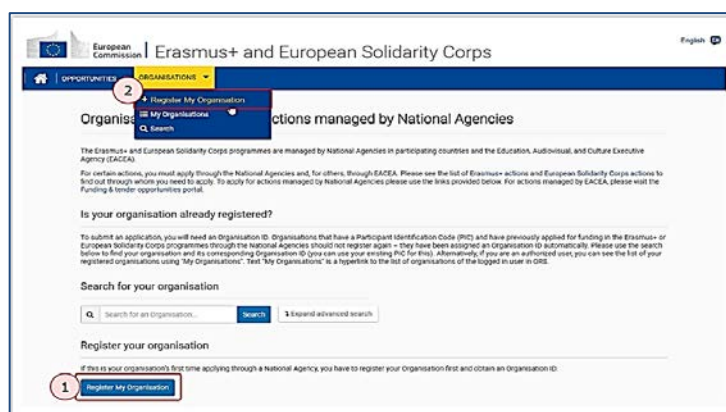 European Commission
Erasmus+ and European Solidarity Corps
English EN
OPPORTUNITIES ORGANISATIONS
2
+ Register My Organisation
My Organisations
Search
Organisa ctions managed by National Agencies
The Erasmus+ and European Solidarity Corps programmes are managed by National Agencies in participating countries and the Education, Audiovisual, and Culture Executive
Agency (EACEA).
For certain actions, you must apply through the National Agencies and, for others, through EACEA. Please see the list of Erasmus+ actions and European Solidarity Corps actions to
find out through whom you need to apply. To apply for actions managed by National Agencies please use the links provided below. For actions managed by EACEA, please visit the
Funding & tender opportunities portal.
Is your organisation already registered?
To submit an application, you will need an Organisation ID. Organisations that have a Participant Identification Code (PIC) and have previously applied for funding in the Erasmus+ or
European Solidarity Corps programmes through the National Agencies should not register again – they have been assigned an Organisation ID automatically. Please use the search
below to find your organisation and its corresponding Organisation ID (you can use your existing PIC for this). Alternatively, if you are an authorized user, you can see the list of your
registered organisations using "My Organisations". Text "My Organisations" is a hyperlink to the list of organisations of the logged in user in ORS.
Search for your organisation
Search for an Organisation... Search Expand advanced search
Register your organisation
If this is your organisation's first time applying through a National Agency, you have to register your Organisation first and obtain an Organisation ID.
1 Register My Organisation